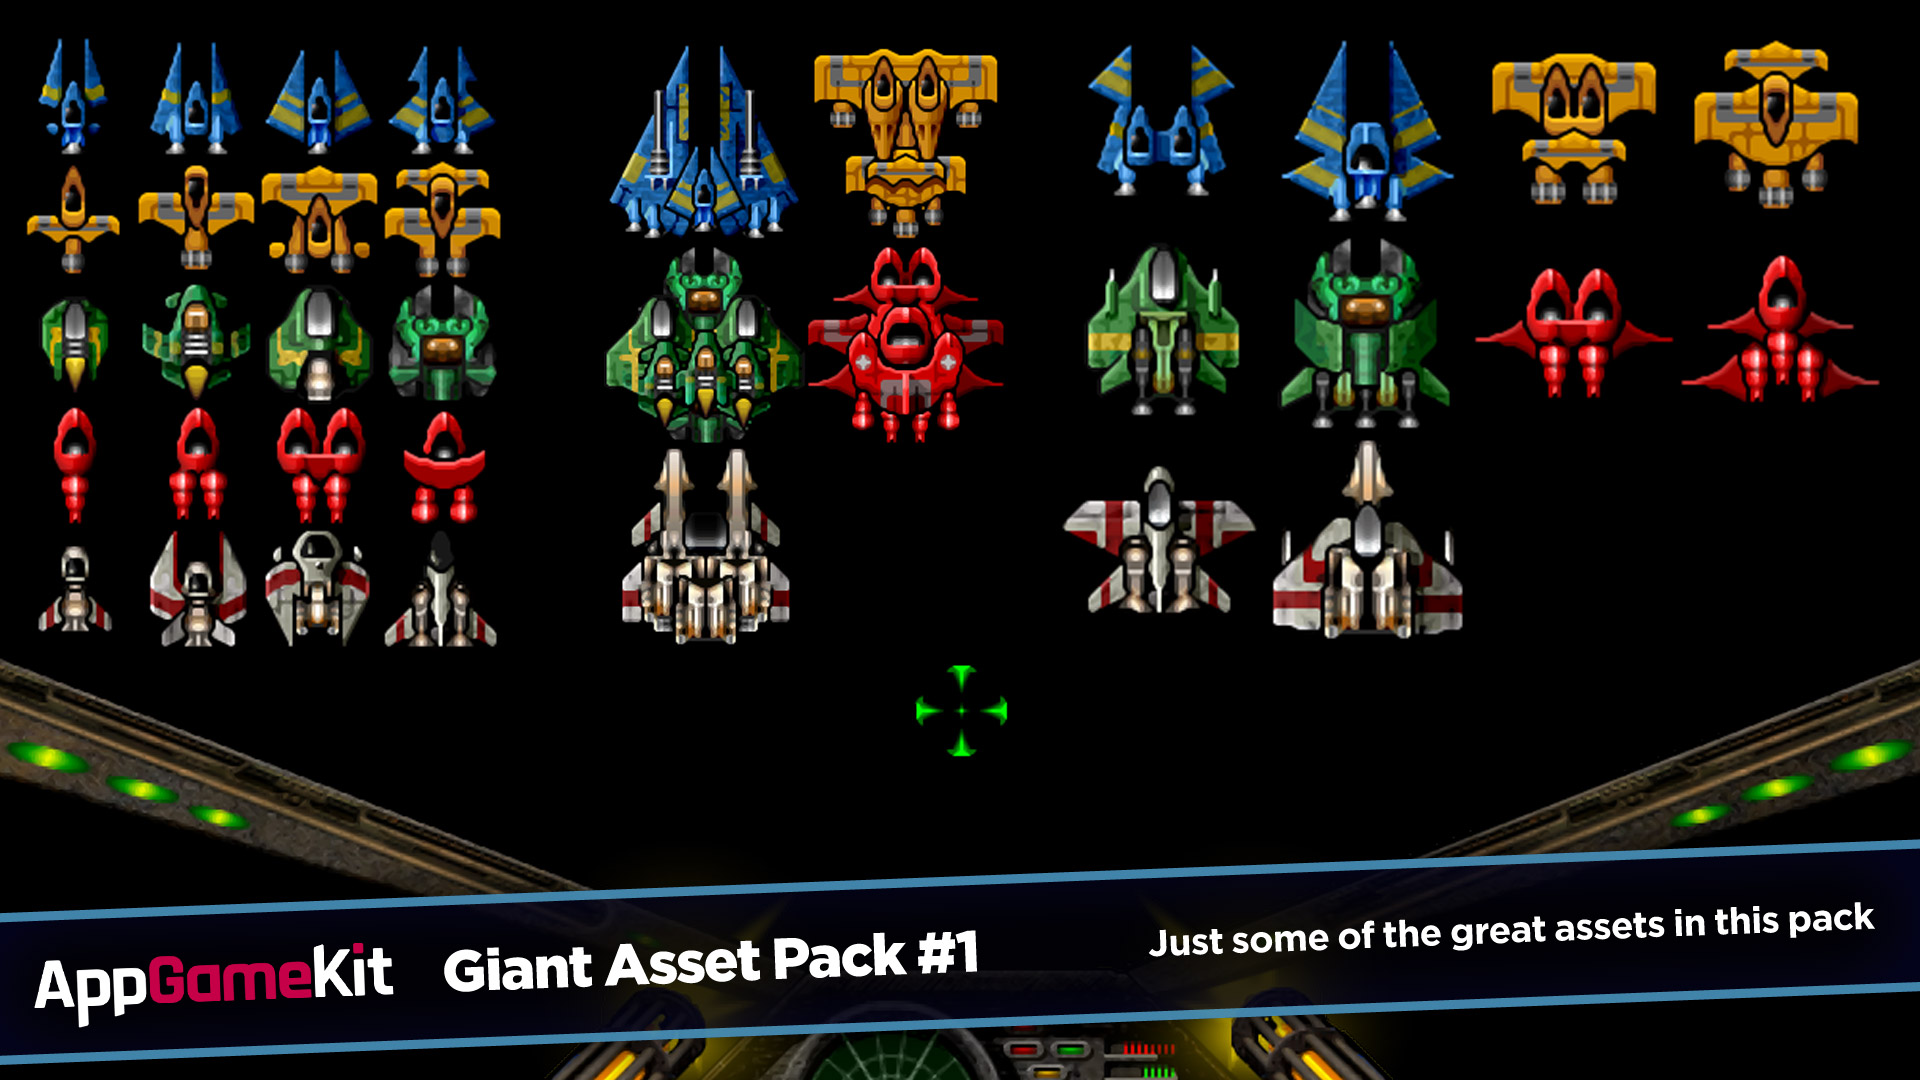 AppGameKit
Giant Asset Pack #1
Just some of the great assets in this pack